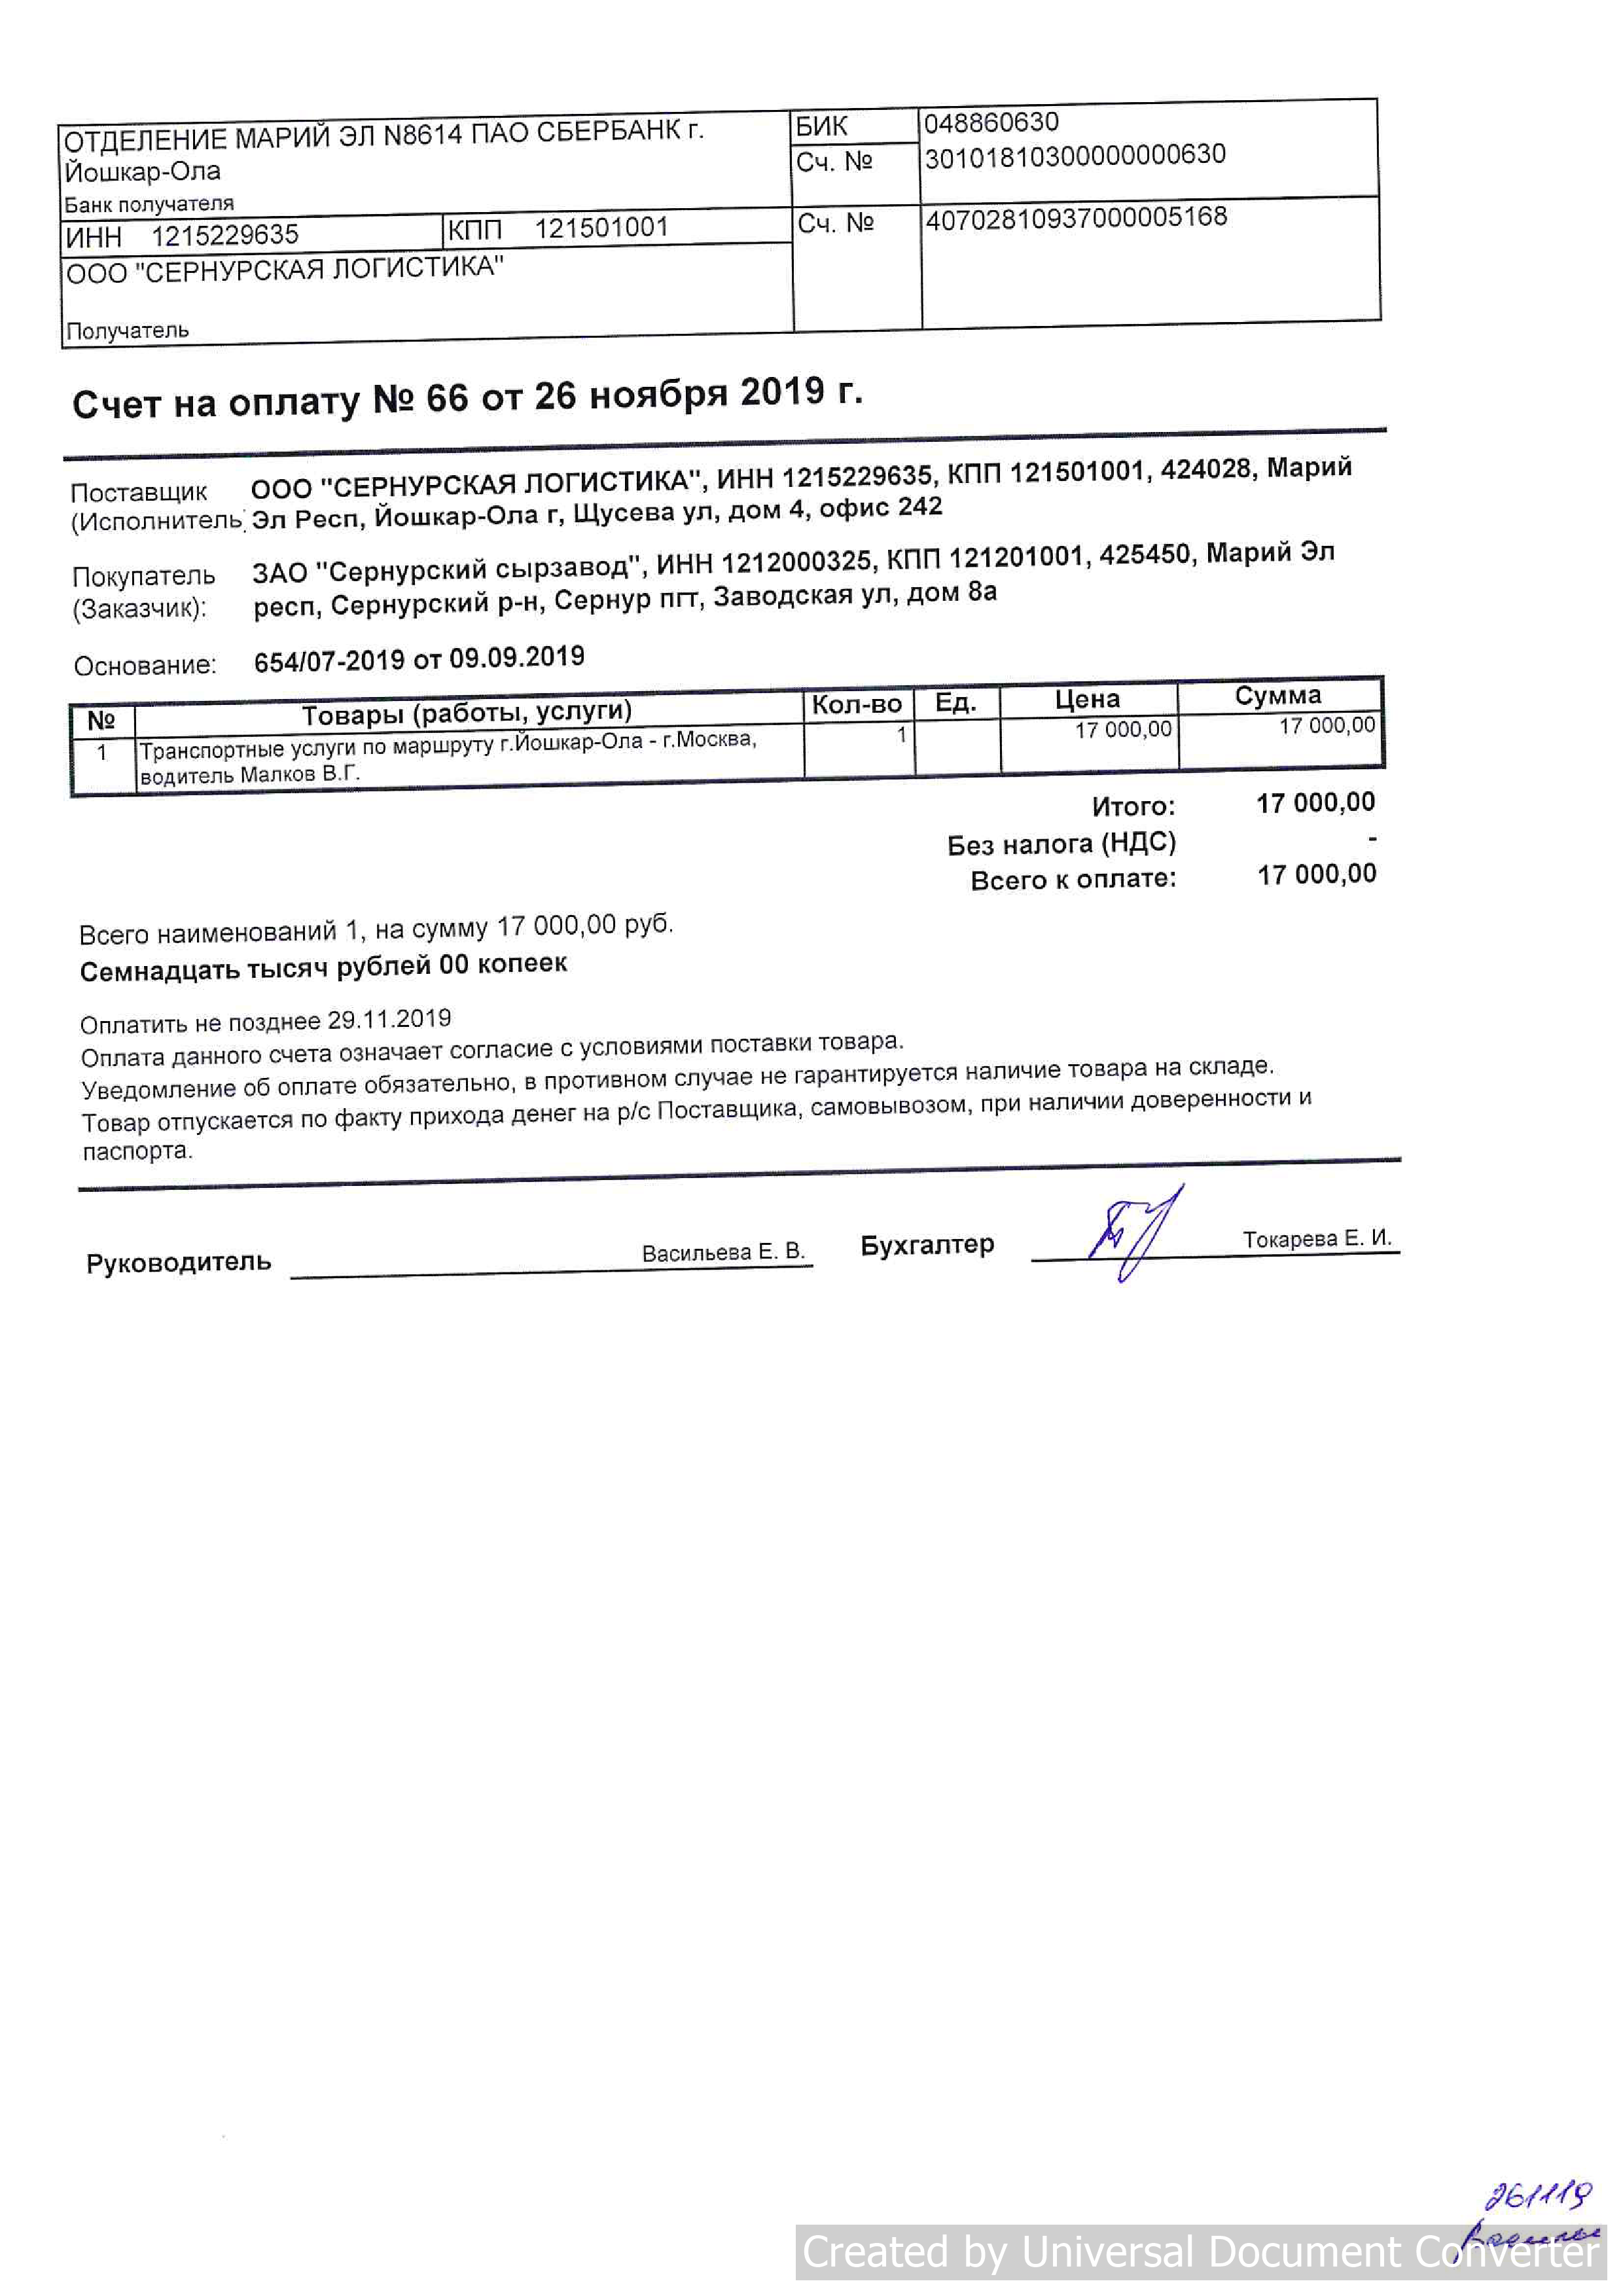 ОТДЕЛЕНИЕ МАРИЙ ЭЛ N8614 ПАО СБЕРБАНК г.
Йошкар-Ола
Банк получателя
БИК 048860630
Сч. № 30101810300000000630
ИНН 1215229635 КПП 121501001
Сч. № 40702810937000005168
ООО "СЕРНУРСКАЯ ЛОГИСТИКА"
Получатель
Счет на оплату № 66 от 26 ноября 2019 г.
Поставщик ООО "СЕРНУРСКАЯ ЛОГИСТИКА", ИНН 1215229635, КПП 121501001, 424028, Марий
(Исполнитель) Эл Респ, Йошкар-Ола г, Щусева ул, дом 4, офис 242
Покупатель ЗАО "Сернурский сырзавод", ИНН 1212000325, КПП 121201001, 425450, Марий Эл
(Заказчик): респ, Сернурский р-н, Сернур пгт, Заводская ул, дом 8а
Основание: 654/07-2019 от 09.09.2019
№ Товары (работы, услуги) Кол-во Ед. Цена Сумма
1 Транспортные услуги по маршруту г.Йошкар-Ола - г.Москва, 1 17 000,00 17 000,00
водитель Малков В.Г.
Итого: 17 000,00
Без налога (НДС) -
Всего к оплате: 17 000,00
Всего наименований 1, на сумму 17 000,00 руб.
Семнадцать тысяч рублей 00 копеек
Оплатить не позднее 29.11.2019
Оплата данного счета означает согласие с условиями поставки товара.
Уведомление об оплате обязательно, в противном случае не гарантируется наличие товара на складе.
Товар отпускается по факту прихода денег на р/с Поставщика, самовывозом, при наличии доверенности и
паспорта.
Руководитель Васильева Е. В. Бухгалтер Токарева Е. И.
261119
Created by Universal Document Converter